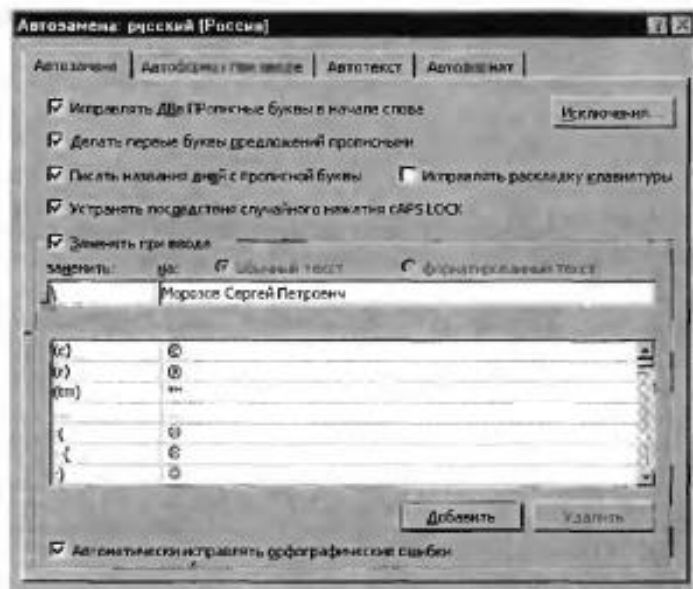 Автозамена: русский [Россия]
Автозамена Автоформат при вводе Автотекст Автоформат
Исправлять ДВе ПРописные буквы в начале слова Исключения...
Делать первые буквы предложений прописными
Писать названия дней с прописной буквы Исправлять раскладку клавиатуры
Устранять последствия случайного нажатия cAPS LOCK
Заменять при вводе
заменить: на: обычный текст форматированный текст
Морозов Сергей Петрович
(c) ©
(r) ®
(tm) ™
Добавить Удалить
Автоматически исправлять орфографические ошибки